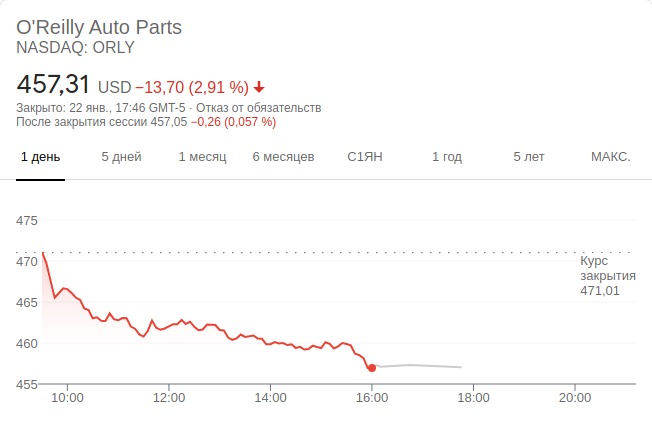 O'Reilly Auto Parts
NASDAQ: ORLY
457,31 USD −13,70 (2,91 %)
Закрыто: 22 янв., 17:46 GMT-5 · Отказ от обязательств
После закрытия сессии 457,05 −0,26 (0,057 %)
1 день 5 дней 1 месяц 6 месяцев С1ЯН 1 год 5 лет МАКС.
475
470
465
460
455
Курс
закрытия
471,01
10:00 12:00 14:00 16:00 18:00 20:00